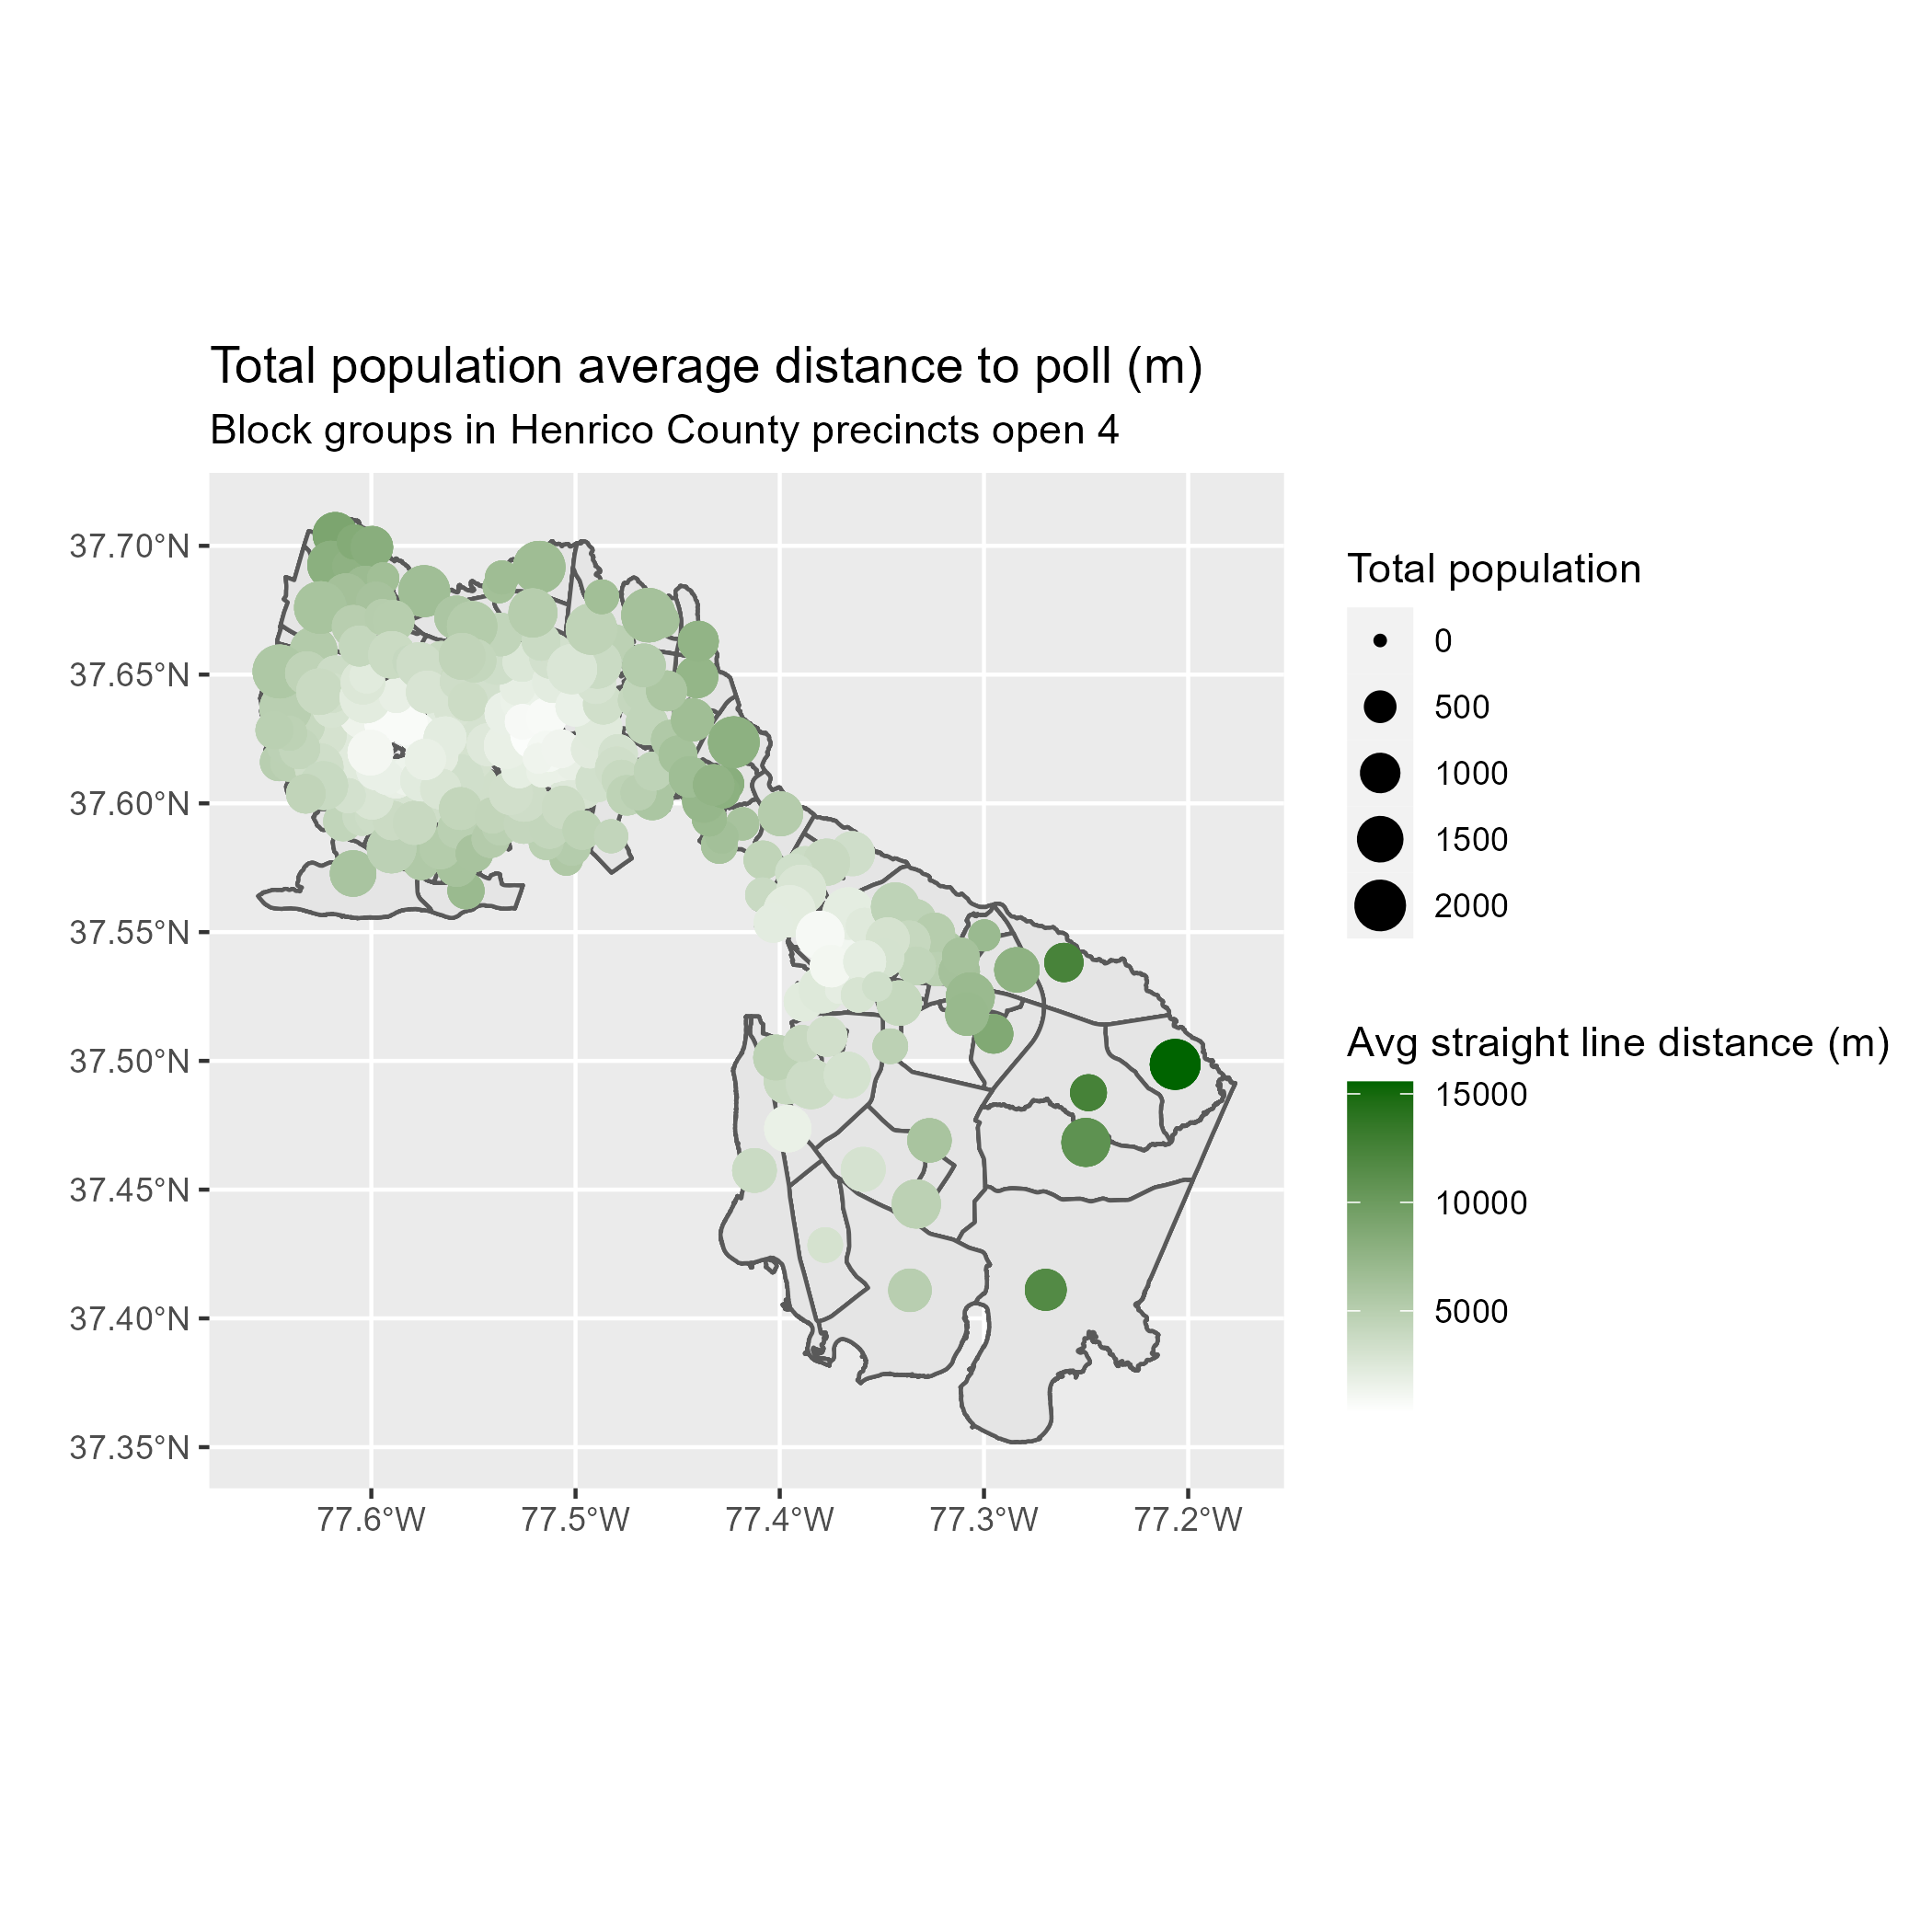 Total population average distance to poll (m)
Block groups in Henrico County precincts open 4
37.70°N
37.65°N
37.60°N
37.55°N
37.50°N
37.45°N
37.40°N
37.35°N
77.6°W
77.5°W
77.4°W
77.3°W
77.2°W
Total population
0
500
1000
1500
2000
Avg straight line distance (m)
15000
10000
5000